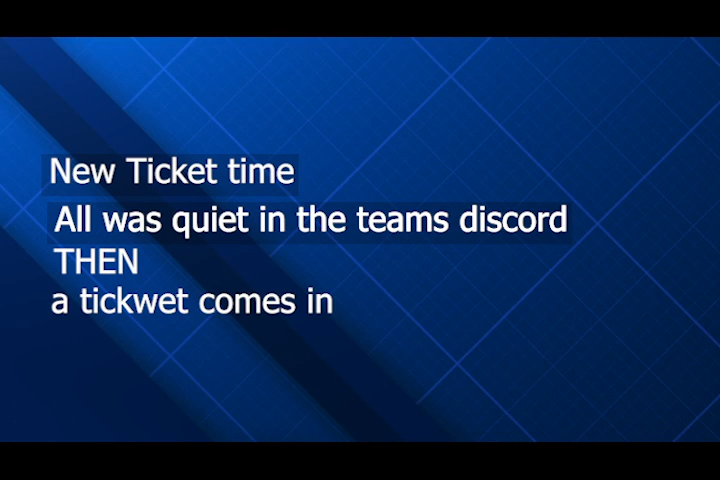 New Ticket time
All was quiet in the teams discord
THEN
a tickwet comes in